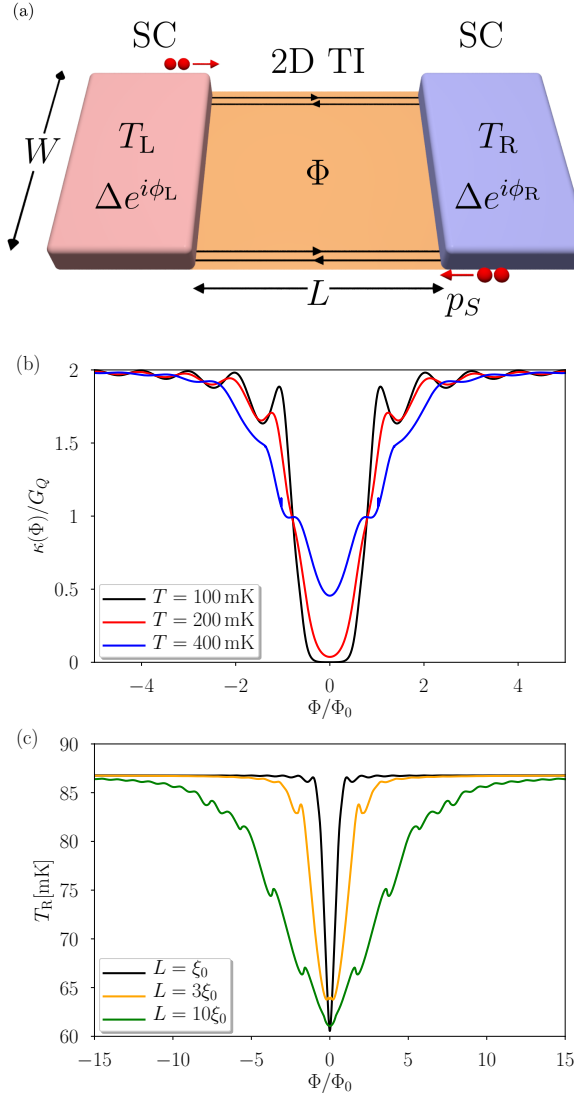 (a)
SC
SC
2D TI
W
T_L
Δe^{iϕ_L}
Φ
T_R
Δe^{iϕ_R}
L
p_S
(b)
2
1.5
1
0.5
0
κ(Φ)/G_Q
T = 100 mK
T = 200 mK
T = 400 mK
−4
−2
0
2
4
Φ/Φ_0
(c)
90
85
80
75
70
65
60
T_R[mK]
L = ξ_0
L = 3ξ_0
L = 10ξ_0
−15
−10
−5
0
5
10
15
Φ/Φ_0